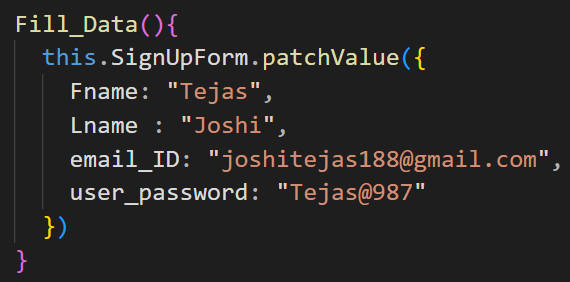 Fill_Data(){
this.SignUpForm.patchValue({
Fname: "Tejas",
Lname : "Joshi",
email_ID: "joshitejas188@gmail.com",
user_password: "Tejas@987"
})
}